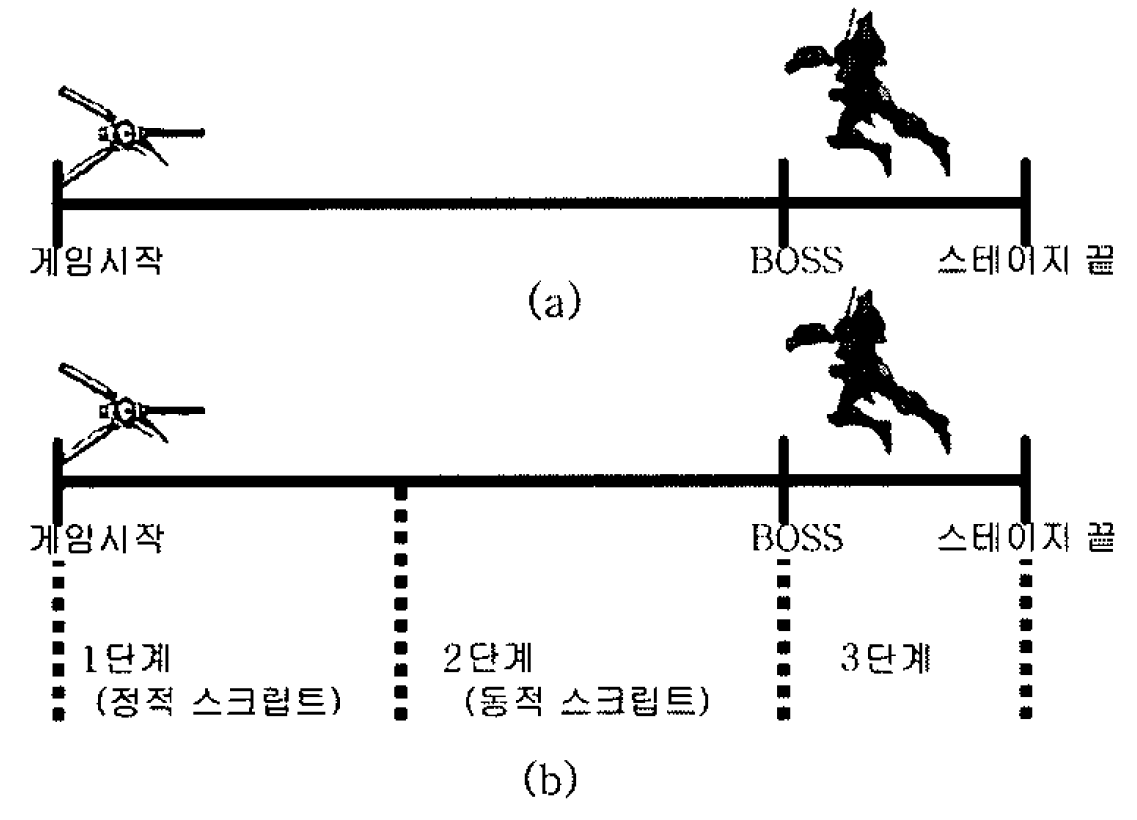 게임시작 BOSS 스테이지 끝
(a)
게임시작 BOSS 스테이지 끝
1단계 2단계 3단계
(정적 스크립트) (동적 스크립트)
(b)